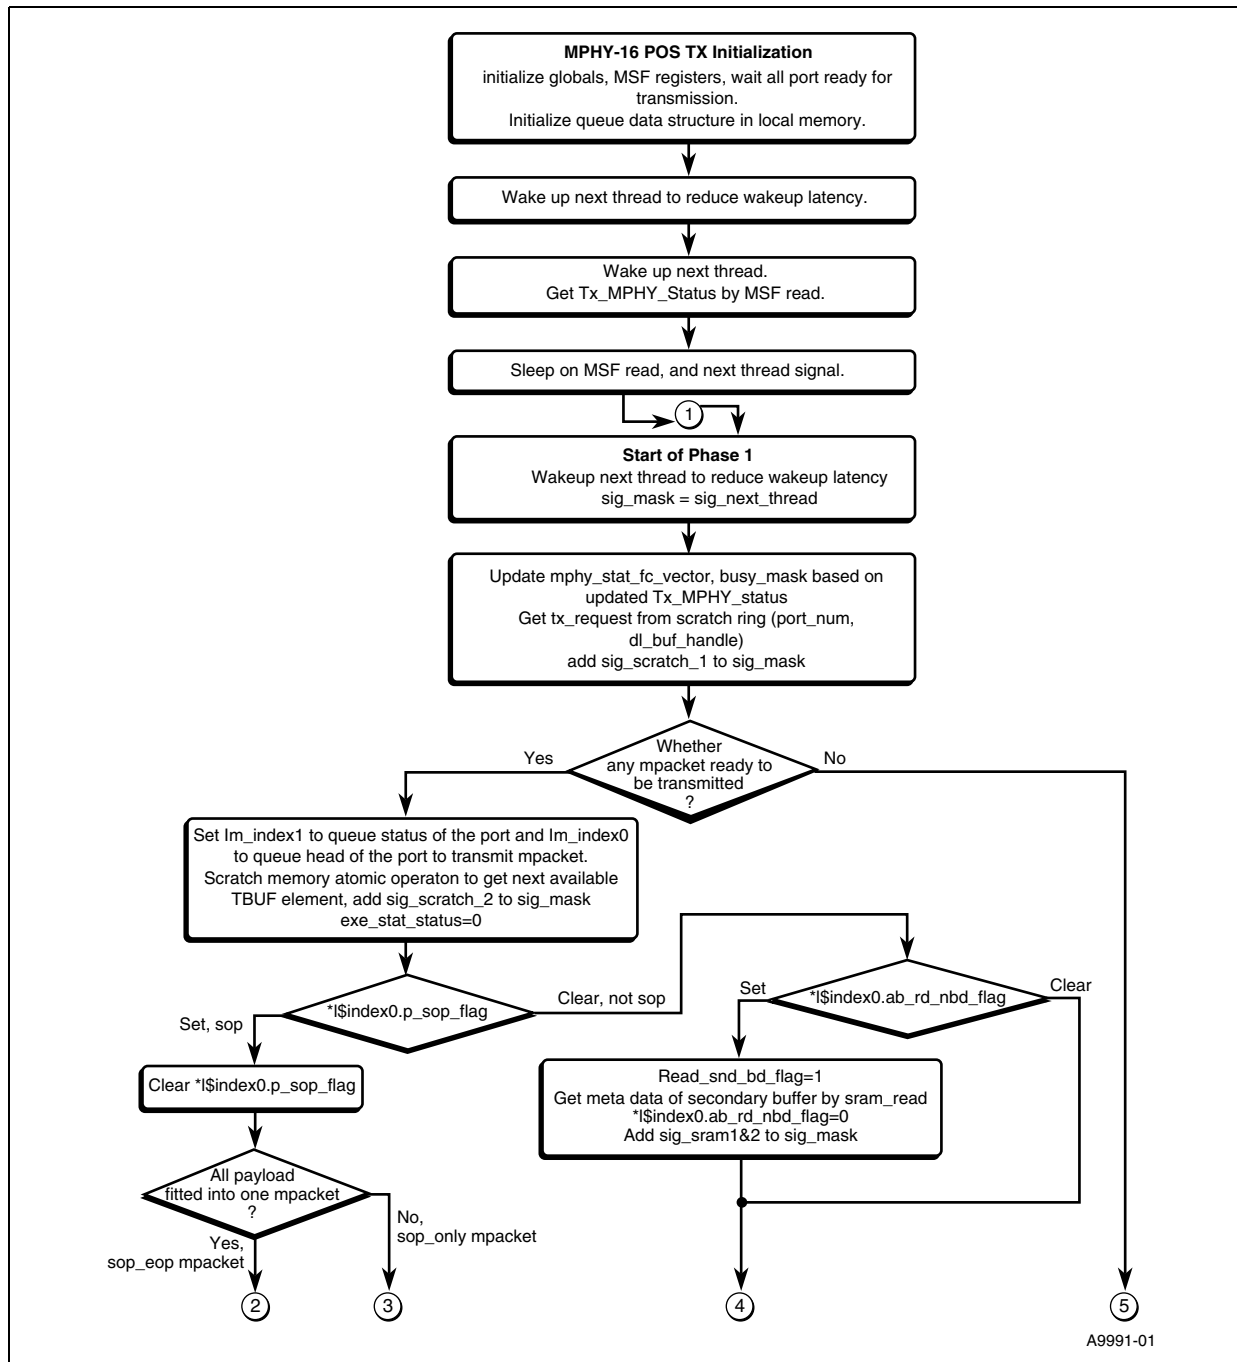 MPHY-16 POS TX Initialization
initialize globals, MSF registers, wait all port ready for
transmission.
Initialize queue data structure in local memory.
Wake up next thread to reduce wakeup latency.
Wake up next thread.
Get Tx_MPHY_Status by MSF read.
Sleep on MSF read, and next thread signal.
1
Start of Phase 1
Wakeup next thread to reduce wakeup latency
sig_mask = sig_next_thread
Update mphy_stat_fc_vector, busy_mask based on
updated Tx_MPHY_status
Get tx_request from scratch ring (port_num,
dl_buf_handle)
add sig_scratch_1 to sig_mask
Whether
any mpacket ready to
be transmitted
?
Yes
No
Set lm_index1 to queue status of the port and lm_index0
to queue head of the port to transmit mpacket.
Scratch memory atomic operaton to get next available
TBUF element, add sig_scratch_2 to sig_mask
exe_stat_status=0
*l$index0.p_sop_flag
Clear, not sop
Set, sop
*l$index0.ab_rd_nbd_flag
Set
Clear
Clear *l$index0.p_sop_flag
Read_snd_bd_flag=1
Get meta data of secondary buffer by sram_read
*l$index0.ab_rd_nbd_flag=0
Add sig_sram1&2 to sig_mask
All payload
fitted into one mpacket
?
Yes,
sop_eop mpacket
No,
sop_only mpacket
2
3
4
5
A9991-01